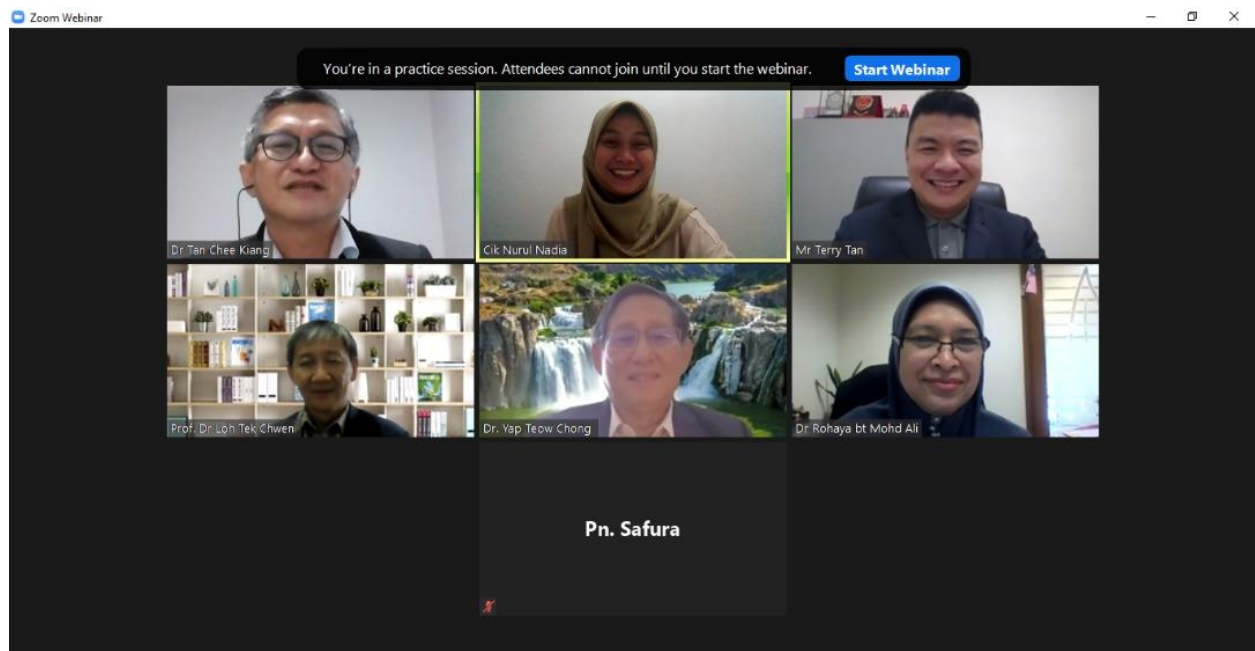 Zoom Webinar
You're in a practice session. Attendees cannot join until you start the webinar.
Start Webinar
Dr Tan Chee Kiang
Cik Nurul Nadia
Mr Terry Tan
Prof. Dr Loh Tek Chwen
Dr. Yap Teow Chong
Dr Rohaya bt Mohd Ali
Pn. Safura